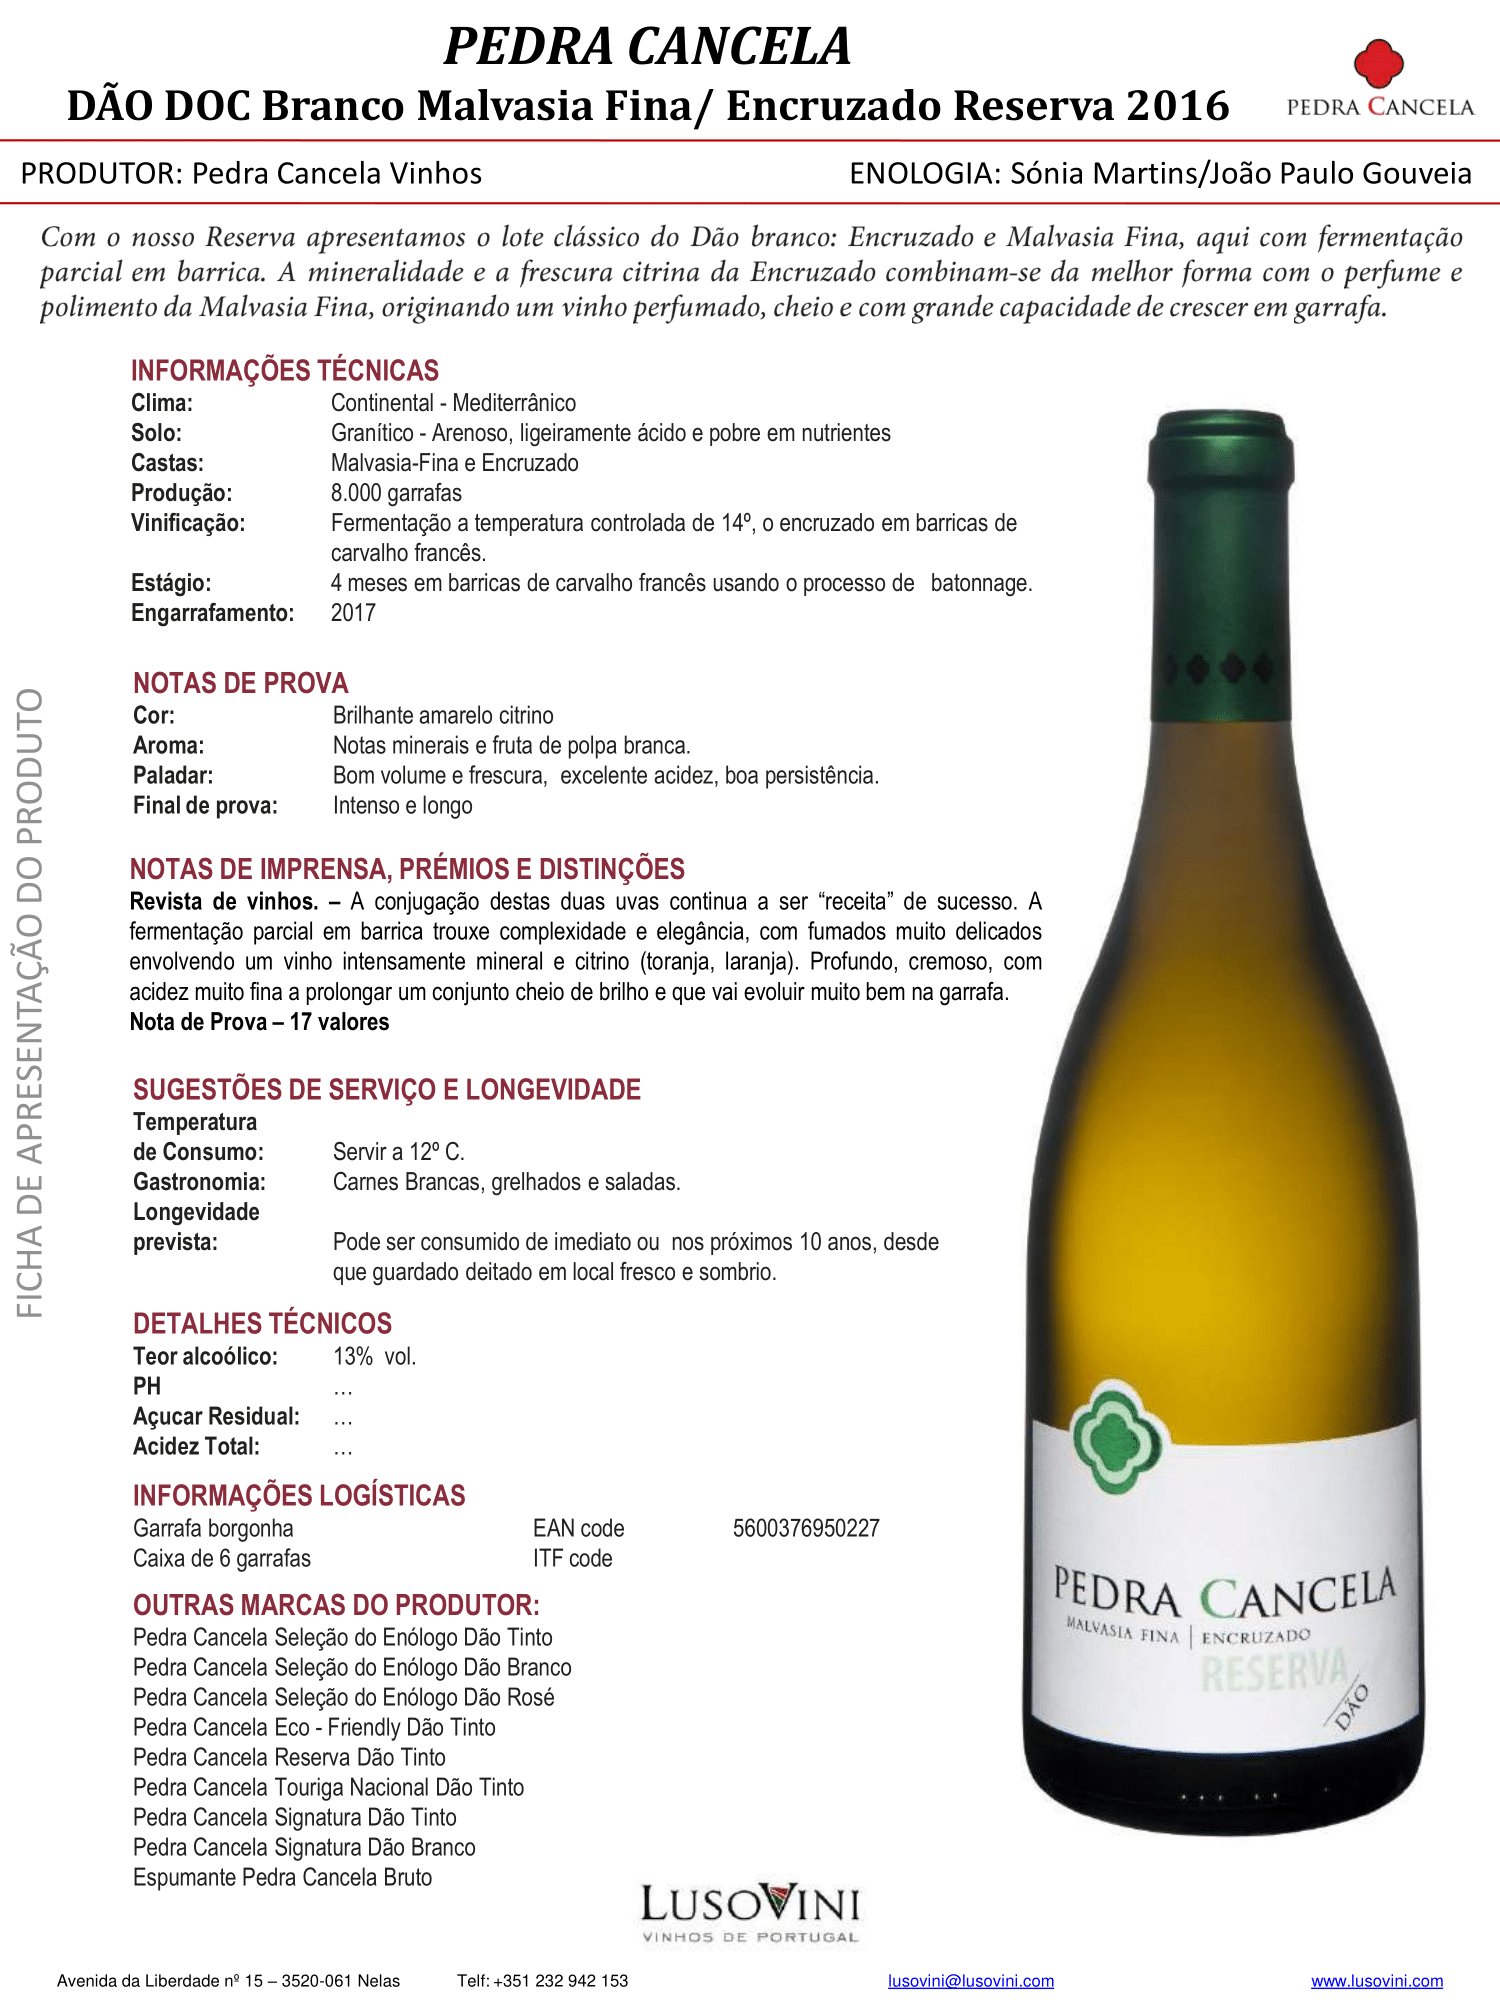 PEDRA CANCELA
DÃO DOC Branco Malvasia Fina/ Encruzado Reserva 2016
PEDRA CANCELA
PRODUTOR: Pedra Cancela Vinhos
ENOLOGIA: Sónia Martins/João Paulo Gouveia
Com o nosso Reserva apresentamos o lote clássico do Dão branco: Encruzado e Malvasia Fina, aqui com fermentação
parcial em barrica. A mineralidade e a frescura citrina da Encruzado combinam-se da melhor forma com o perfume e
polimento da Malvasia Fina, originando um vinho perfumado, cheio e com grande capacidade de crescer em garrafa.
INFORMAÇÕES TÉCNICAS
Clima: Continental - Mediterrânico
Solo: Granítico - Arenoso, ligeiramente ácido e pobre em nutrientes
Castas: Malvasia-Fina e Encruzado
Produção: 8.000 garrafas
Vinificação: Fermentação a temperatura controlada de 14º, o encruzado em barricas de
carvalho francês.
Estágio: 4 meses em barricas de carvalho francês usando o processo de batonnage.
Engarrafamento: 2017
NOTAS DE PROVA
Cor: Brilhante amarelo citrino
Aroma: Notas minerais e fruta de polpa branca.
Paladar: Bom volume e frescura, excelente acidez, boa persistência.
Final de prova: Intenso e longo
NOTAS DE IMPRENSA, PRÉMIOS E DISTINÇÕES
Revista de vinhos. – A conjugação destas duas uvas continua a ser “receita” de sucesso. A
fermentação parcial em barrica trouxe complexidade e elegância, com fumados muito delicados
envolvendo um vinho intensamente mineral e citrino (toranja, laranja). Profundo, cremoso, com
acidez muito fina a prolongar um conjunto cheio de brilho e que vai evoluir muito bem na garrafa.
Nota de Prova – 17 valores
SUGESTÕES DE SERVIÇO E LONGEVIDADE
Temperatura
de Consumo: Servir a 12º C.
Gastronomia: Carnes Brancas, grelhados e saladas.
Longevidade
prevista: Pode ser consumido de imediato ou nos próximos 10 anos, desde
que guardado deitado em local fresco e sombrio.
DETALHES TÉCNICOS
Teor alcoólico: 13% vol.
PH …
Açucar Residual: …
Acidez Total: …
INFORMAÇÕES LOGÍSTICAS
Garrafa borgonha EAN code 5600376950227
Caixa de 6 garrafas ITF code
OUTRAS MARCAS DO PRODUTOR:
Pedra Cancela Seleção do Enólogo Dão Tinto
Pedra Cancela Seleção do Enólogo Dão Branco
Pedra Cancela Seleção do Enólogo Dão Rosé
Pedra Cancela Eco - Friendly Dão Tinto
Pedra Cancela Reserva Dão Tinto
Pedra Cancela Touriga Nacional Dão Tinto
Pedra Cancela Signatura Dão Tinto
Pedra Cancela Signatura Dão Branco
Espumante Pedra Cancela Bruto
FICHA DE APRESENTAÇÃO DO PRODUTO
PEDRA CANCELA
MALVASIA FINA | ENCRUZADO
RESERVA
DÃO
LUSOVINI
VINHOS DE PORTUGAL
Avenida da Liberdade nº 15 – 3520-061 Nelas Telf: +351 232 942 153 lusovini@lusovini.com www.lusovini.com